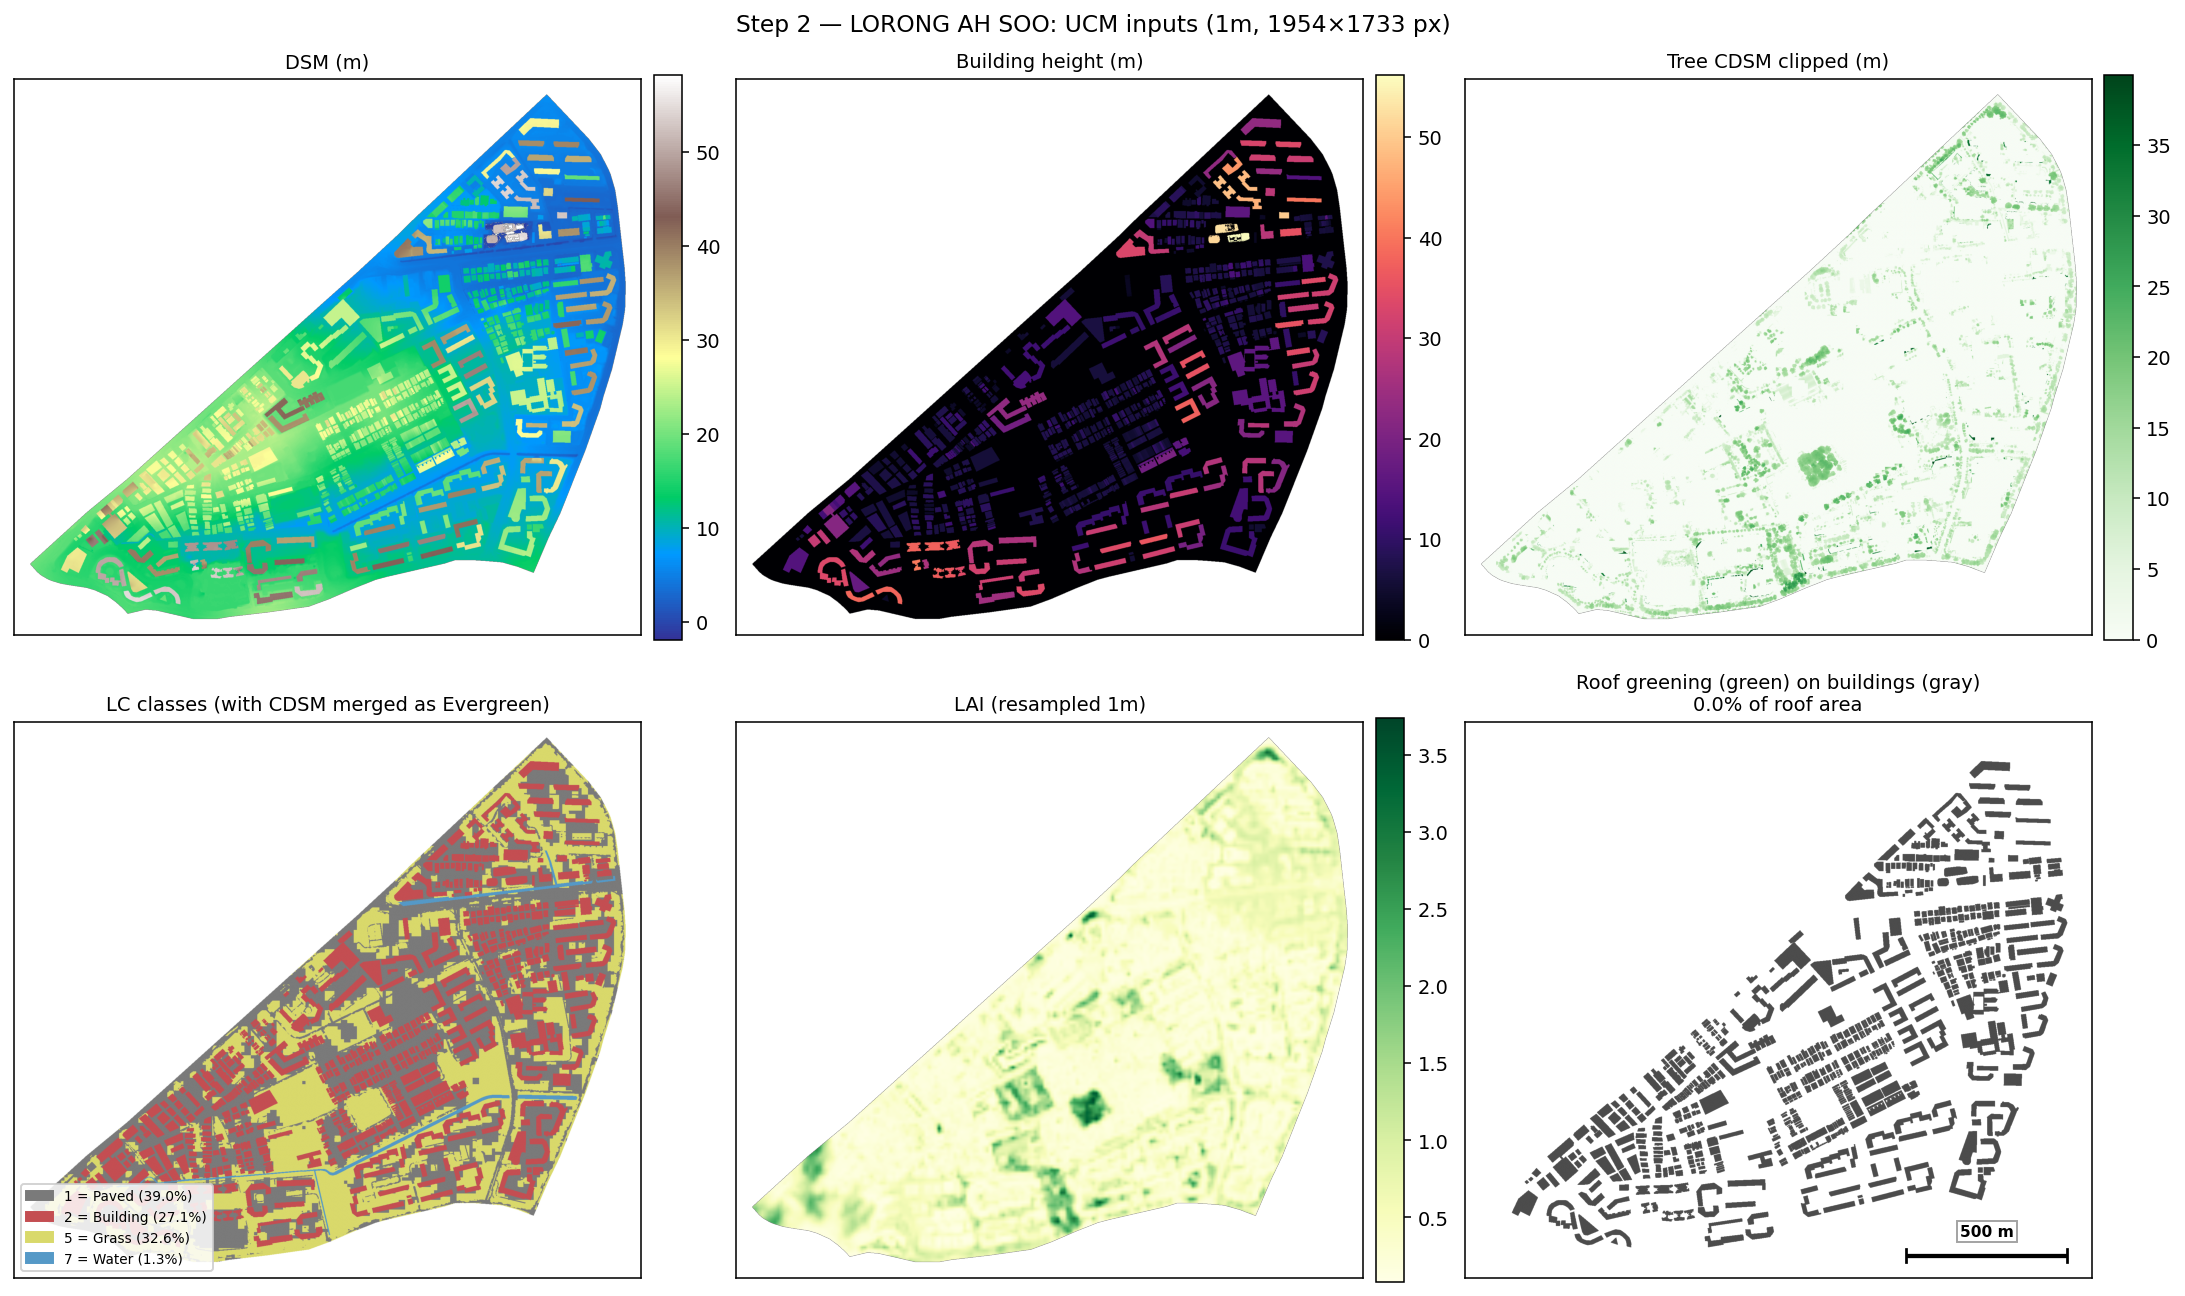 Step 2 — LORONG AH SOO: UCM inputs (1m, 1954×1733 px)
DSM (m)
50
40
30
20
10
0
Building height (m)
50
40
30
20
10
0
Tree CDSM clipped (m)
35
30
25
20
15
10
5
0
LC classes (with CDSM merged as Evergreen)
1 = Paved (39.0%)
2 = Building (27.1%)
5 = Grass (32.6%)
7 = Water (1.3%)
LAI (resampled 1m)
3.5
3.0
2.5
2.0
1.5
1.0
0.5
Roof greening (green) on buildings (gray)
0.0% of roof area
500 m